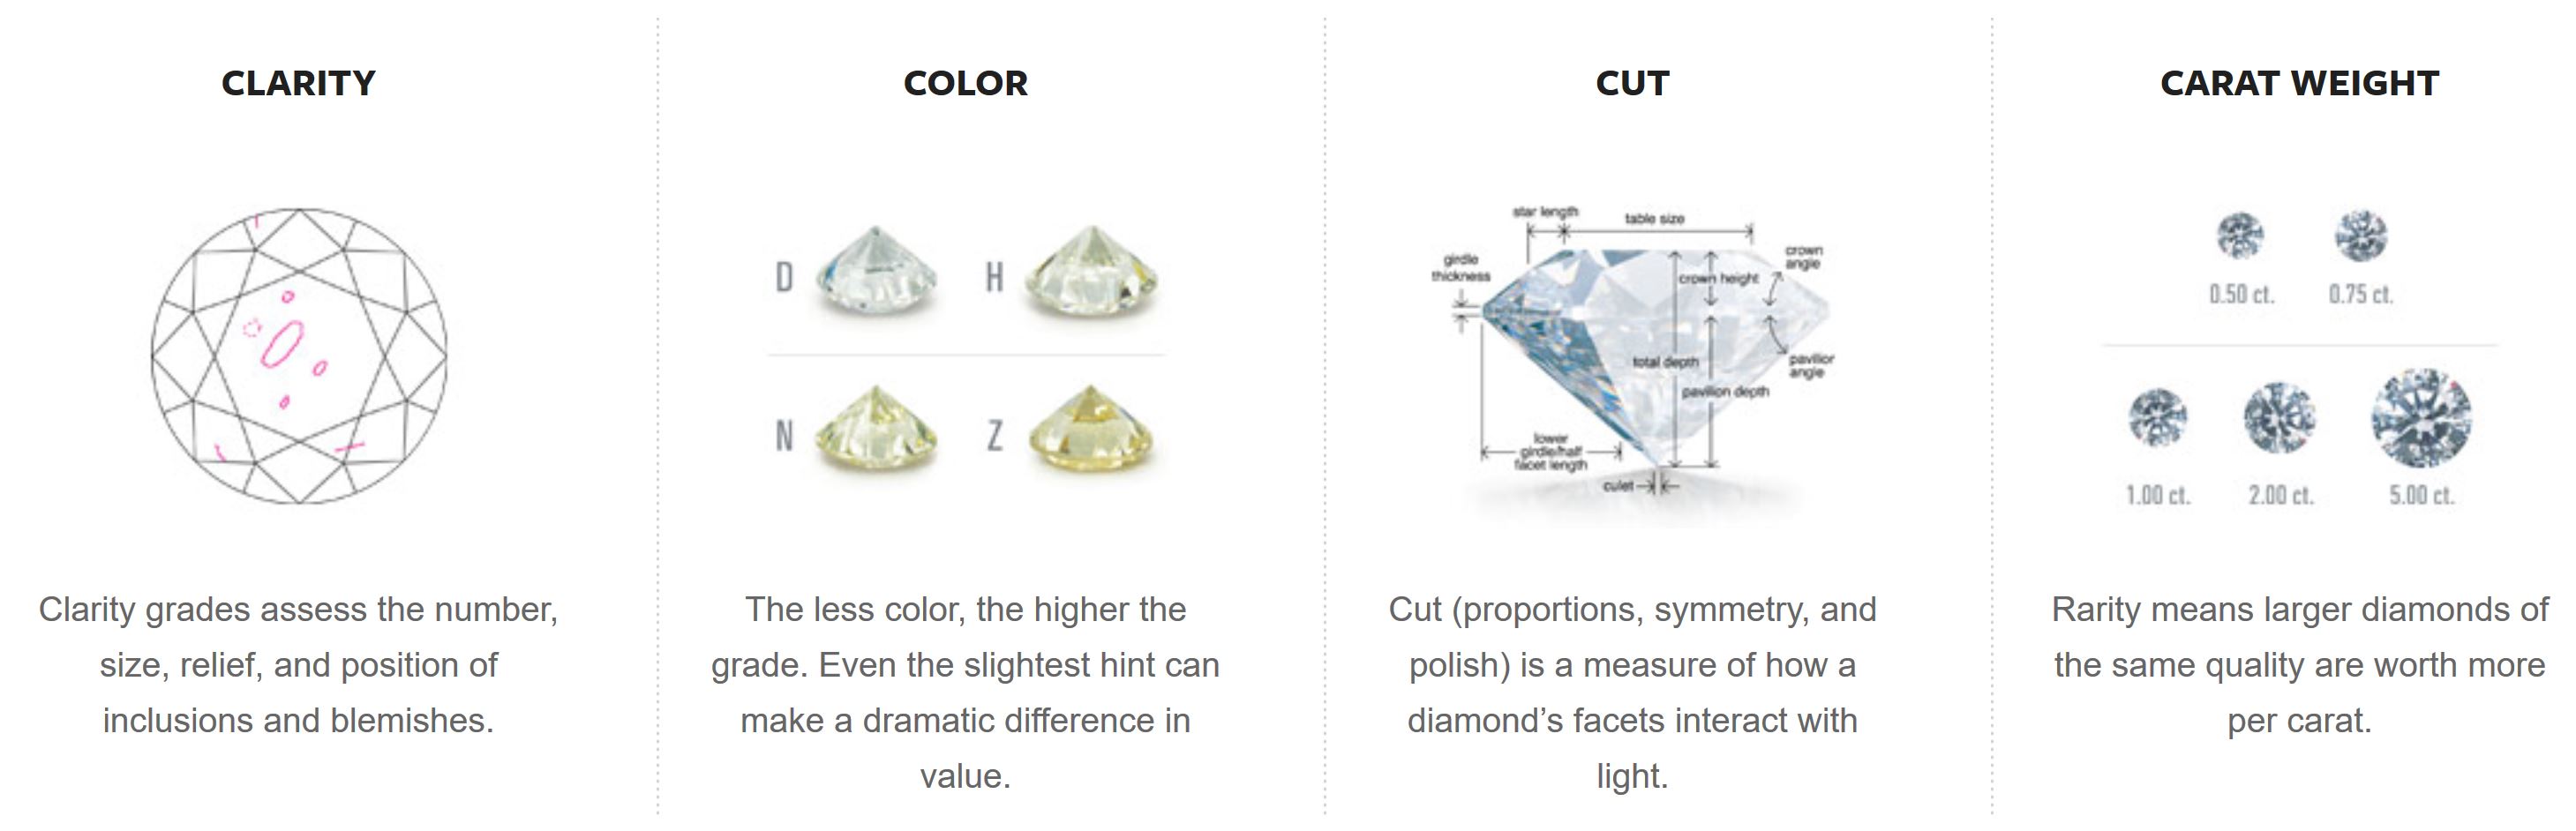 CLARITY
Clarity grades assess the number,
size, relief, and position of
inclusions and blemishes.
COLOR
D
H
N
Z
The less color, the higher the
grade. Even the slightest hint can
make a dramatic difference in
value.
CUT
star length
table size
girdle
thickness
crown
angle
crown height
total depth
pavilion
angle
pavilion depth
lower
girdle/half
facet length
culet
Cut (proportions, symmetry, and
polish) is a measure of how a
diamond’s facets interact with
light.
CARAT WEIGHT
0.50 ct.
0.75 ct.
1.00 ct.
2.00 ct.
5.00 ct.
Rarity means larger diamonds of
the same quality are worth more
per carat.